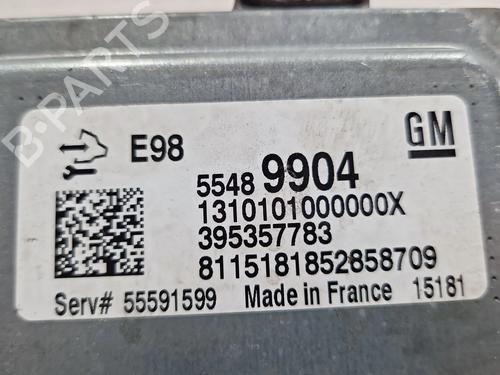 B-PARTS
E98
GM
5548 9904
1310101000000X
395357783
8115181852858709
Serv# 55591599 Made in France 15181